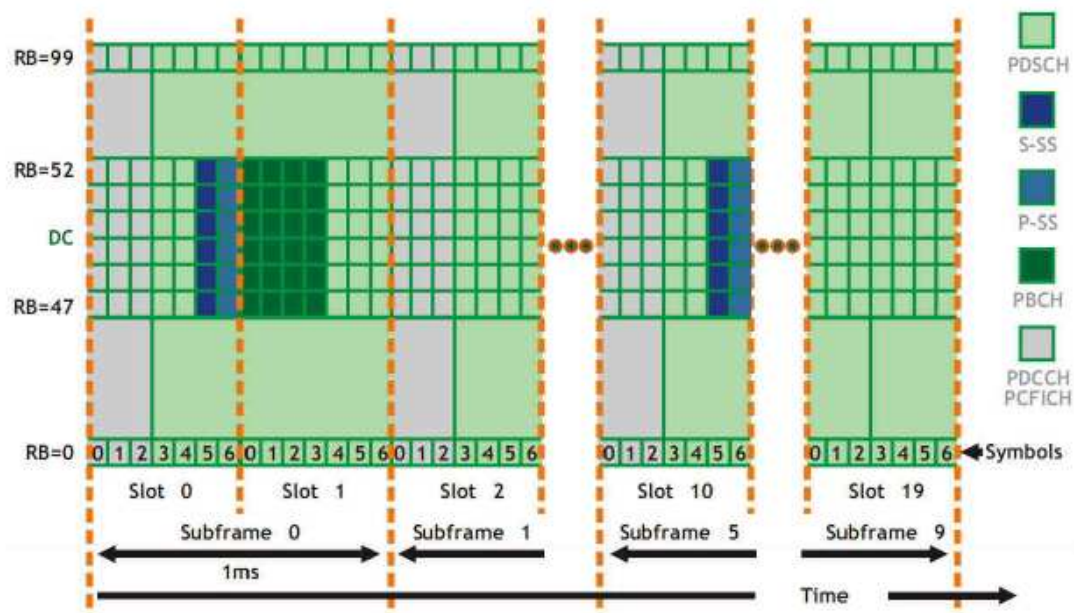 RB=99
RB=52
DC
RB=47
RB=0
0 1 2 3 4 5 6 0 1 2 3 4 5 6 0 1 2 3 4 5 6 0 1 2 3 4 5 6 0 1 2 3 4 5 6
Symbols
Slot 0 Slot 1 Slot 2 Slot 10 Slot 19
Subframe 0 Subframe 1 Subframe 5 Subframe 9
1ms
Time
PDSCH
S-SS
P-SS
PBCH
PDCCH
PCFICH